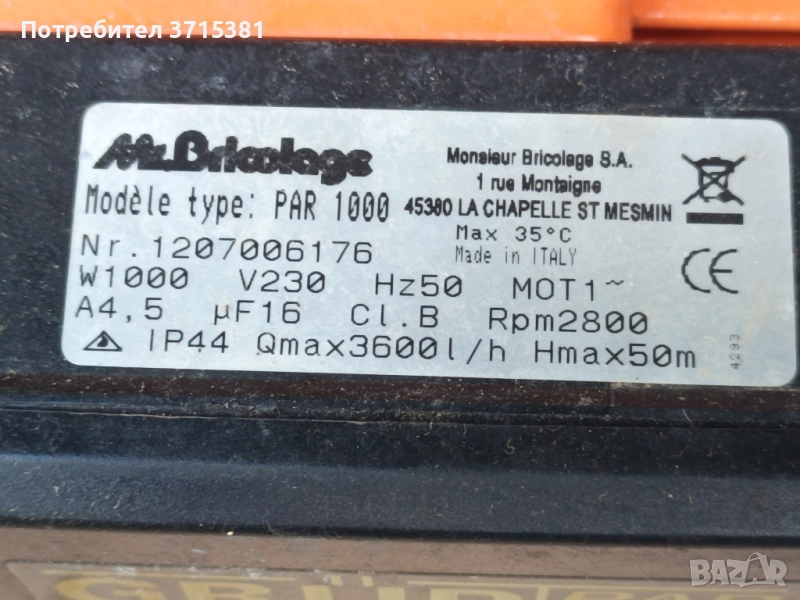 Потребител 3715381
Mr.Bricolage
Monsieur Bricolage S.A.
1 rue Montaigne
45380 LA CHAPELLE ST MESMIN
Modèle type: PAR 1000
Max 35°C
Made in ITALY
Nr.1207006176
W1000 V230 Hz50 MOT1~
A4,5 µF16 Cl.B Rpm2800
IP44 Qmax3600l/h Hmax50m
CE
4293
BAZAR